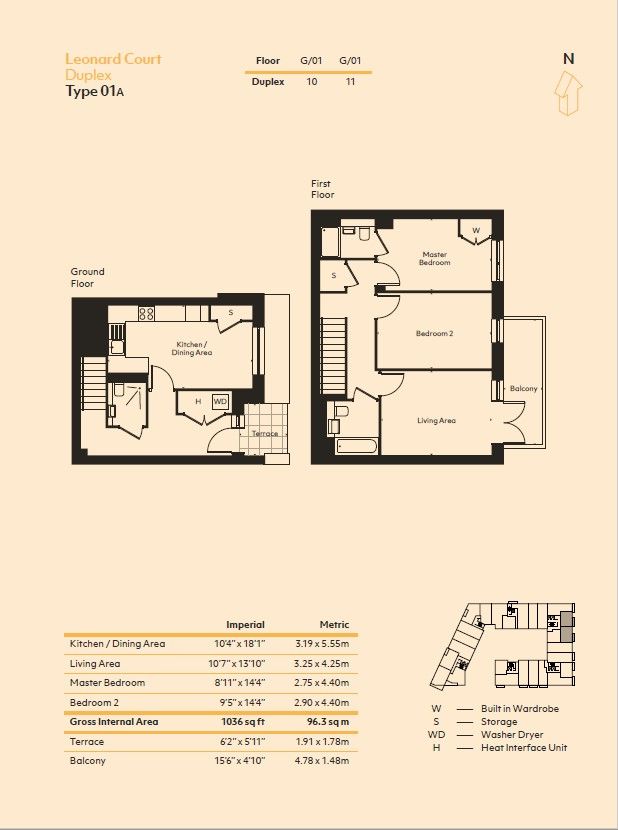 Leonard Court
Duplex
Type 01A
Floor G/01 G/01
Duplex 10 11
N
First
Floor
W
Master
Bedroom
S
Bedroom 2
Balcony
Living Area
Ground
Floor
S
Kitchen /
Dining Area
H WD
Terrace
Imperial Metric
Kitchen / Dining Area 10'4" x 18'1" 3.19 x 5.55m
Living Area 10'7" x 13'10" 3.25 x 4.25m
Master Bedroom 8'11" x 14'4" 2.75 x 4.40m
Bedroom 2 9'5" x 14'4" 2.90 x 4.40m
Gross Internal Area 1036 sq ft 96.3 sq m
Terrace 6'2" x 5'11" 1.91 x 1.78m
Balcony 15'6" x 4'10" 4.78 x 1.48m
W — Built in Wardrobe
S — Storage
WD — Washer Dryer
H — Heat Interface Unit